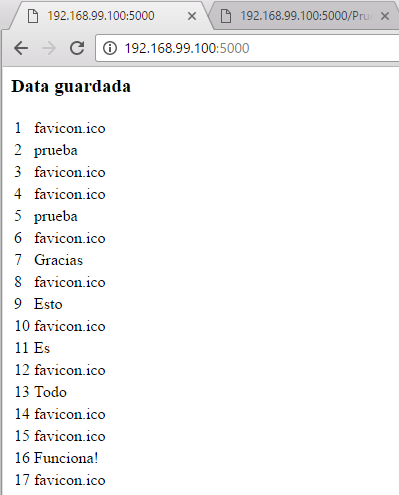 192.168.99.100:5000 192.168.99.100:5000/Pru
192.168.99.100:5000
Data guardada
1 favicon.ico
2 prueba
3 favicon.ico
4 favicon.ico
5 prueba
6 favicon.ico
7 Gracias
8 favicon.ico
9 Esto
10 favicon.ico
11 Es
12 favicon.ico
13 Todo
14 favicon.ico
15 favicon.ico
16 Funciona!
17 favicon.ico